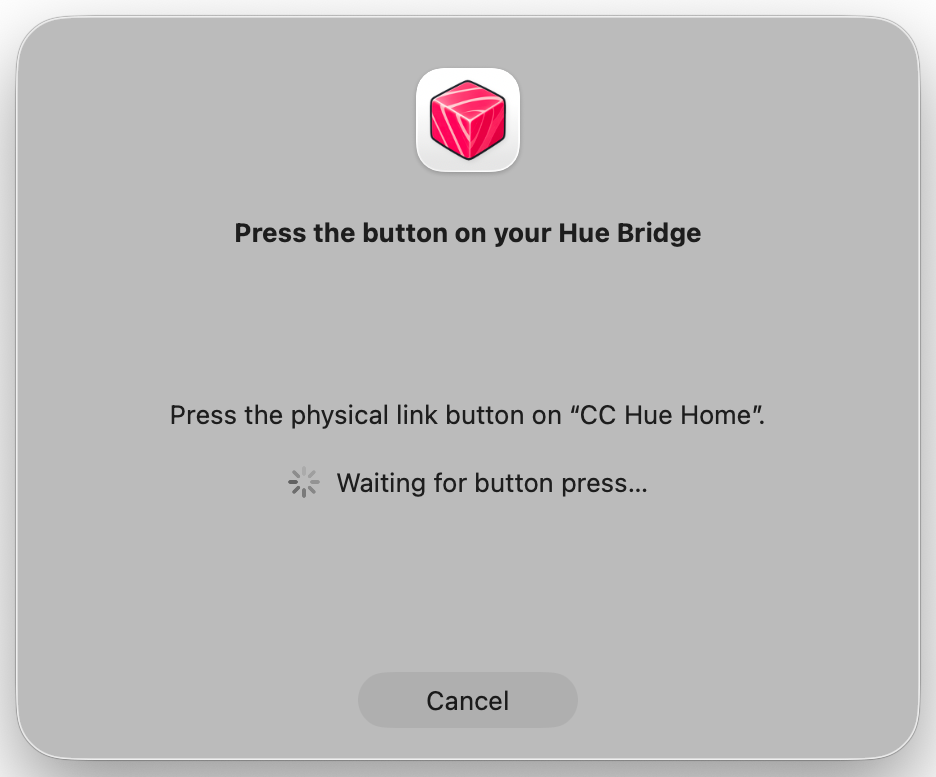 Press the button on your Hue Bridge
Press the physical link button on “CC Hue Home”.
Waiting for button press...
Cancel